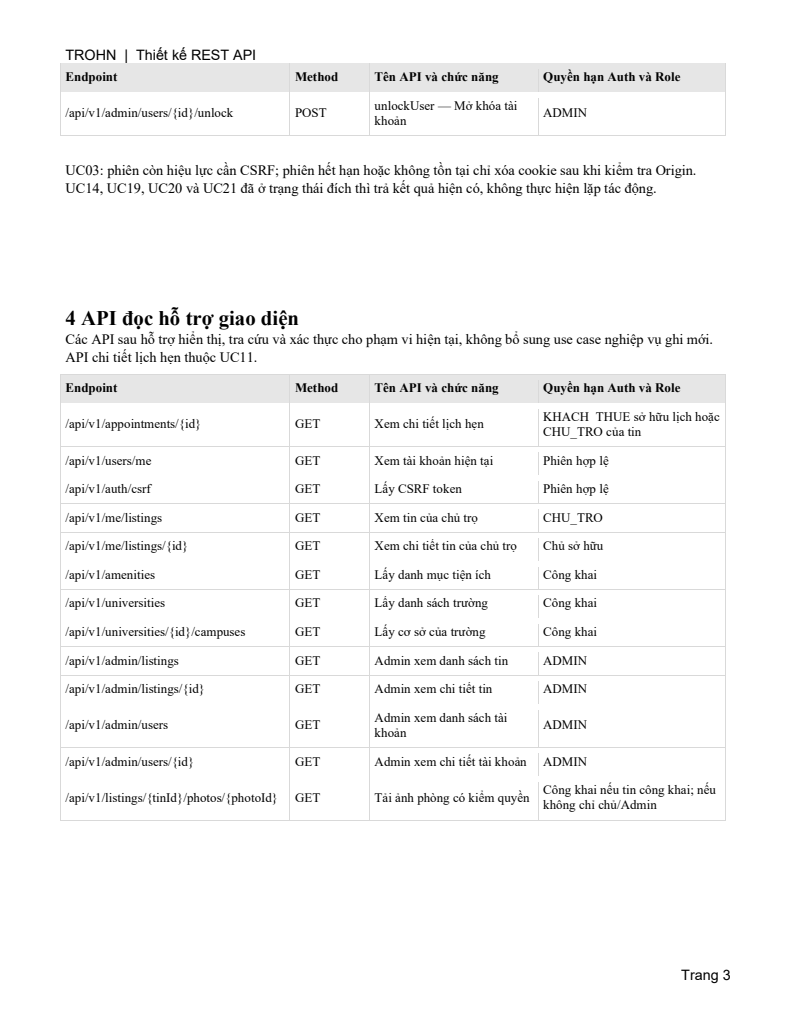 TROHN | Thiết kế REST API
Endpoint Method Tên API và chức năng Quyền hạn Auth và Role
/api/v1/admin/users/{id}/unlock POST unlockUser — Mở khóa tài khoản ADMIN
UC03: phiên còn hiệu lực cần CSRF; phiên hết hạn hoặc không tồn tại chỉ xóa cookie sau khi kiểm tra Origin.
UC14, UC19, UC20 và UC21 đã ở trạng thái đích thì trả kết quả hiện có, không thực hiện lặp tác động.
4 API đọc hỗ trợ giao diện
Các API sau hỗ trợ hiển thị, tra cứu và xác thực cho phạm vi hiện tại, không bổ sung use case nghiệp vụ ghi mới.
API chi tiết lịch hẹn thuộc UC11.
Endpoint Method Tên API và chức năng Quyền hạn Auth và Role
/api/v1/appointments/{id} GET Xem chi tiết lịch hẹn KHACH THUE sở hữu lịch hoặc CHU_TRO của tin
/api/v1/users/me GET Xem tài khoản hiện tại Phiên hợp lệ
/api/v1/auth/csrf GET Lấy CSRF token Phiên hợp lệ
/api/v1/me/listings GET Xem tin của chủ trọ CHU_TRO
/api/v1/me/listings/{id} GET Xem chi tiết tin của chủ trọ Chủ sở hữu
/api/v1/amenities GET Lấy danh mục tiện ích Công khai
/api/v1/universities GET Lấy danh sách trường Công khai
/api/v1/universities/{id}/campuses GET Lấy cơ sở của trường Công khai
/api/v1/admin/listings GET Admin xem danh sách tin ADMIN
/api/v1/admin/listings/{id} GET Admin xem chi tiết tin ADMIN
/api/v1/admin/users GET Admin xem danh sách tài khoản ADMIN
/api/v1/admin/users/{id} GET Admin xem chi tiết tài khoản ADMIN
/api/v1/listings/{tinId}/photos/{photoId} GET Tải ảnh phòng có kiểm quyền Công khai nếu tin công khai; nếu không chỉ chủ/Admin
Trang 3